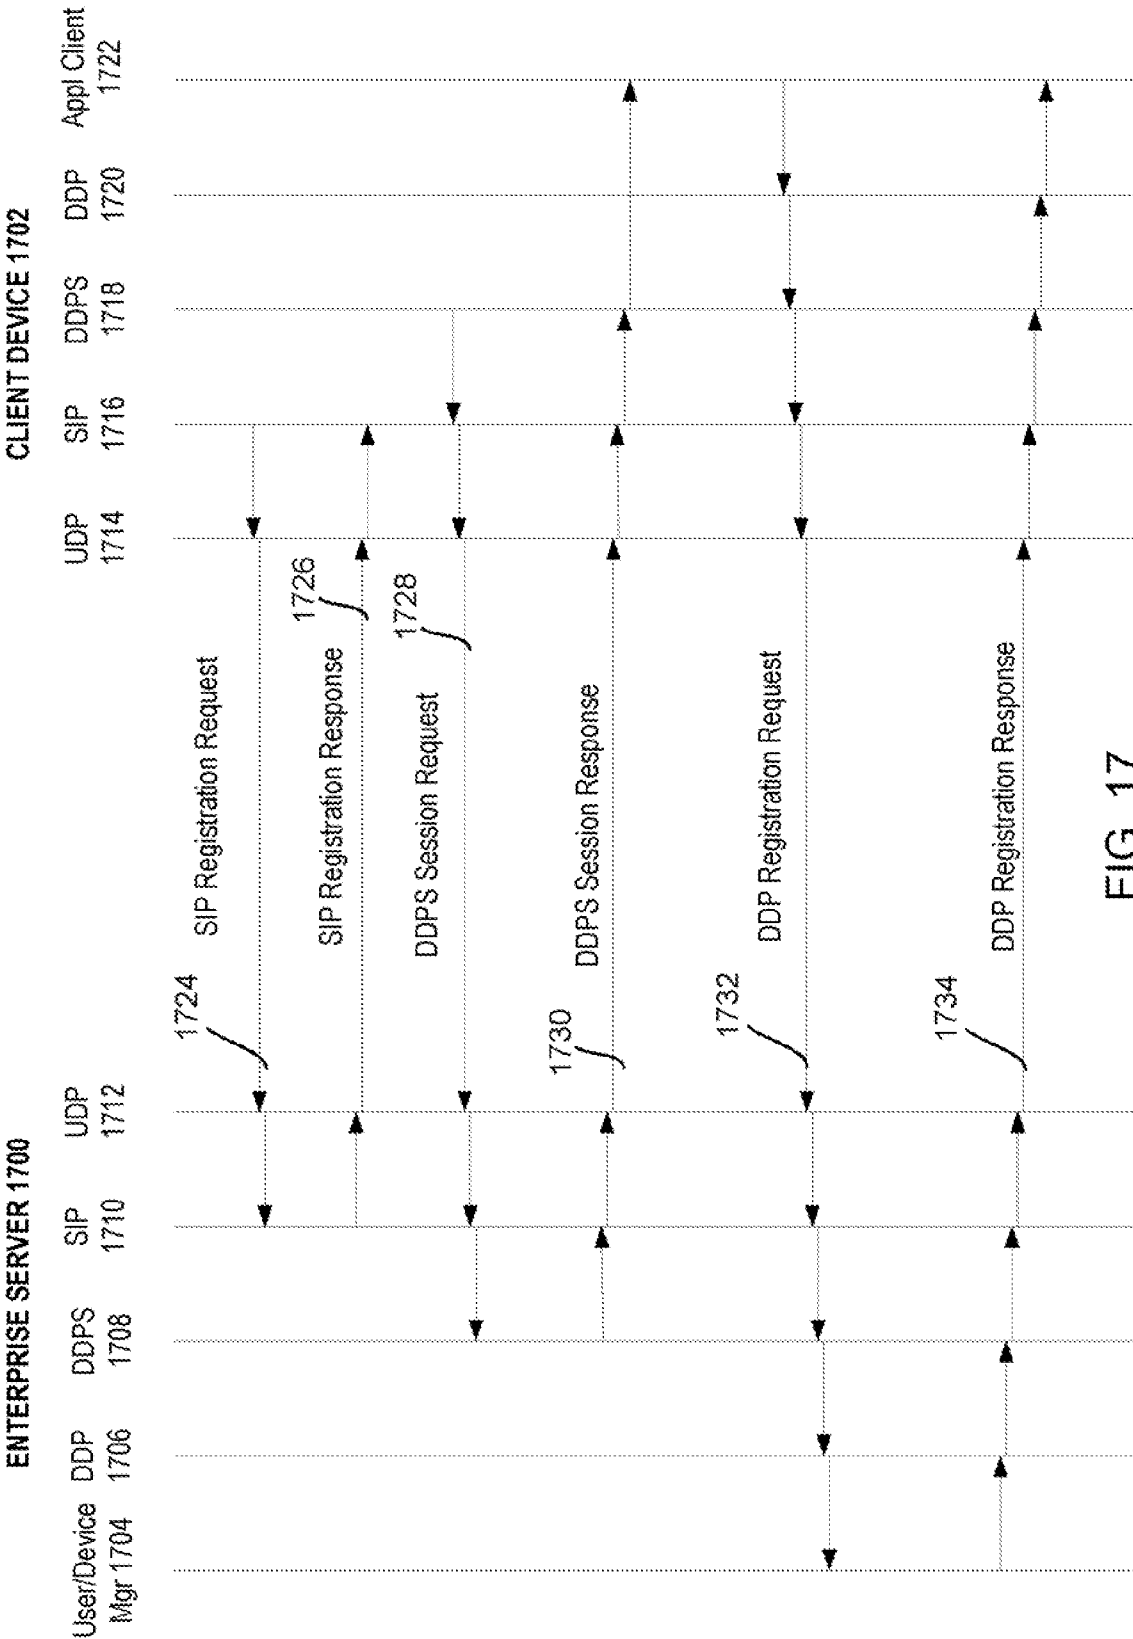 ENTERPRISE SERVER 1700
CLIENT DEVICE 1702
User/Device
Mgr 1704
DDP
1706
DDPS
1708
SIP
1710
UDP
1712
UDP
1714
SIP
1716
DDPS
1718
DDP
1720
Appl Client
1722
1724
SIP Registration Request
SIP Registration Response
1726
DDPS Session Request
1728
1730
DDPS Session Response
1732
DDP Registration Request
1734
DDP Registration Response
FIG. 17